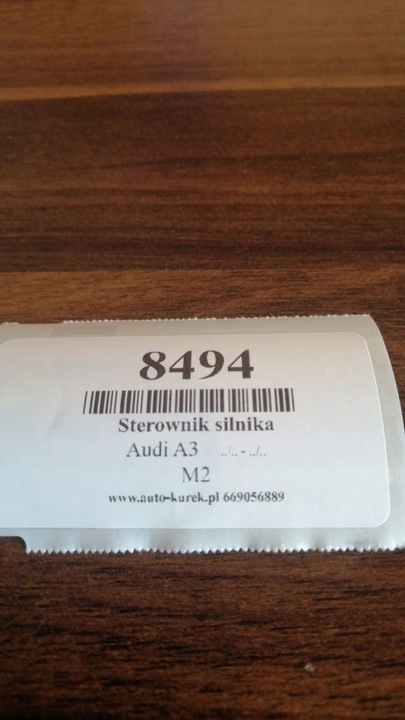 8494
Sterownik silnika
Audi A3 ../.. - ../..
M2
www.auto-kurek.pl 669056889